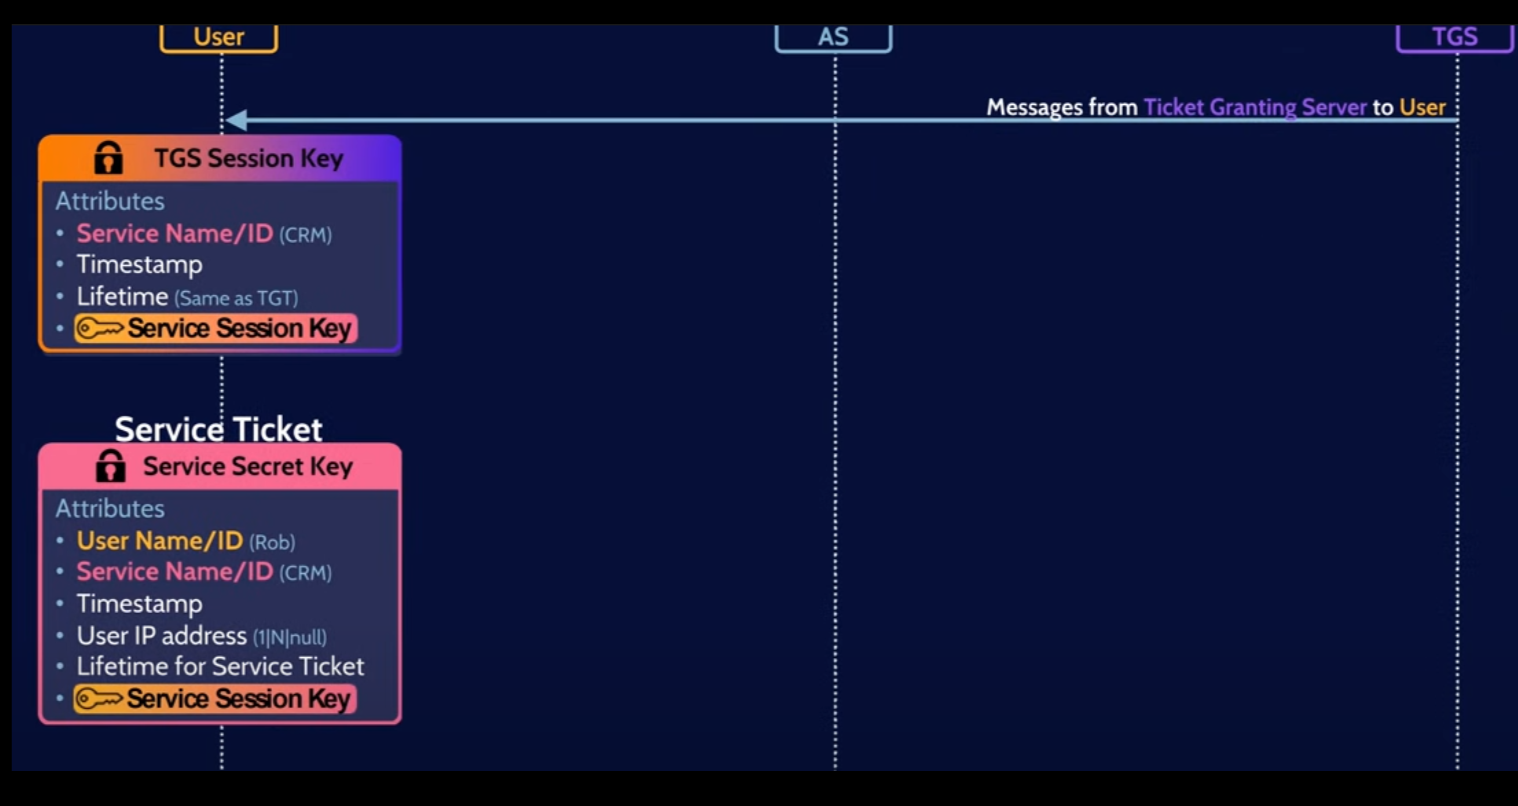 User
AS
TGS
Messages from Ticket Granting Server to User
TGS Session Key
Attributes
• Service Name/ID (CRM)
• Timestamp
• Lifetime (Same as TGT)
• Service Session Key
Service Ticket
Service Secret Key
Attributes
• User Name/ID (Rob)
• Service Name/ID (CRM)
• Timestamp
• User IP address (1|N|null)
• Lifetime for Service Ticket
• Service Session Key